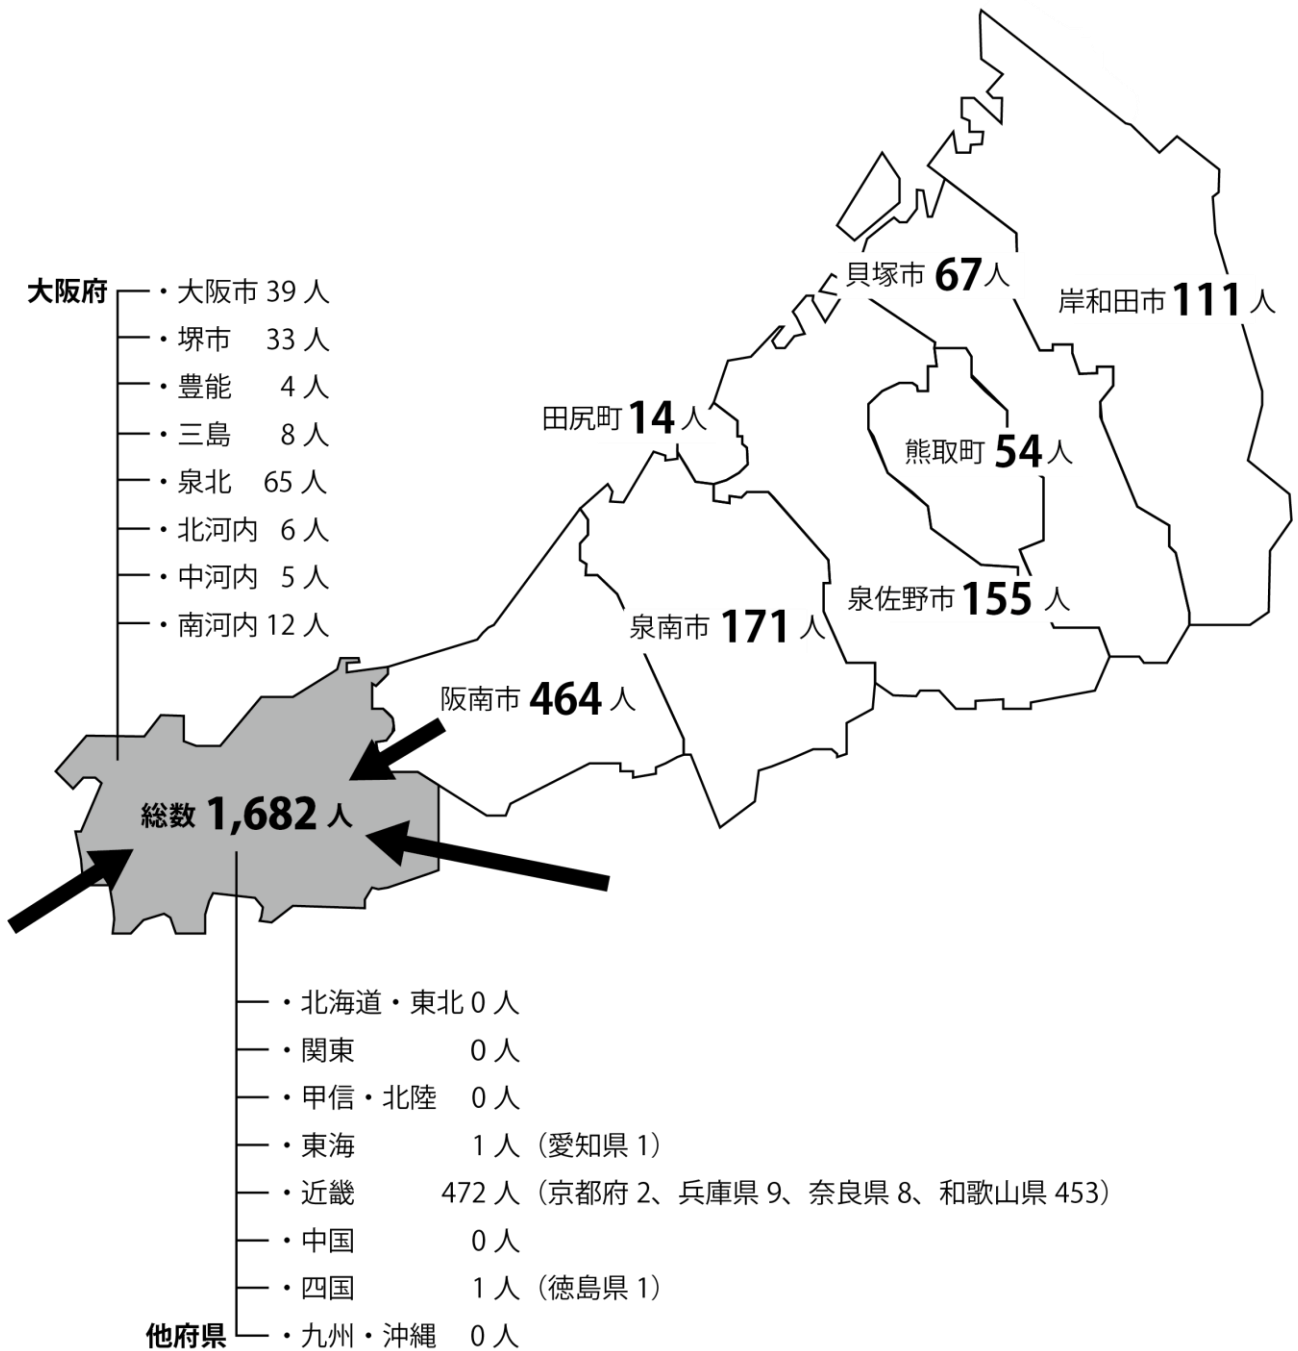 貝塚市 67人
岸和田市 111 人
大阪府
・大阪市 39 人
・堺市 33 人
・豊能 4 人
・三島 8 人
・泉北 65 人
・北河内 6 人
・中河内 5 人
・南河内 12 人
田尻町 14 人
熊取町 54 人
泉佐野市 155 人
泉南市 171 人
阪南市 464 人
総数 1,682 人
・北海道・東北 0 人
・関東 0 人
・甲信・北陸 0 人
・東海 1 人（愛知県 1）
・近畿 472 人（京都府 2、兵庫県 9、奈良県 8、和歌山県 453）
・中国 0 人
・四国 1 人（徳島県 1）
他府県
・九州・沖縄 0 人